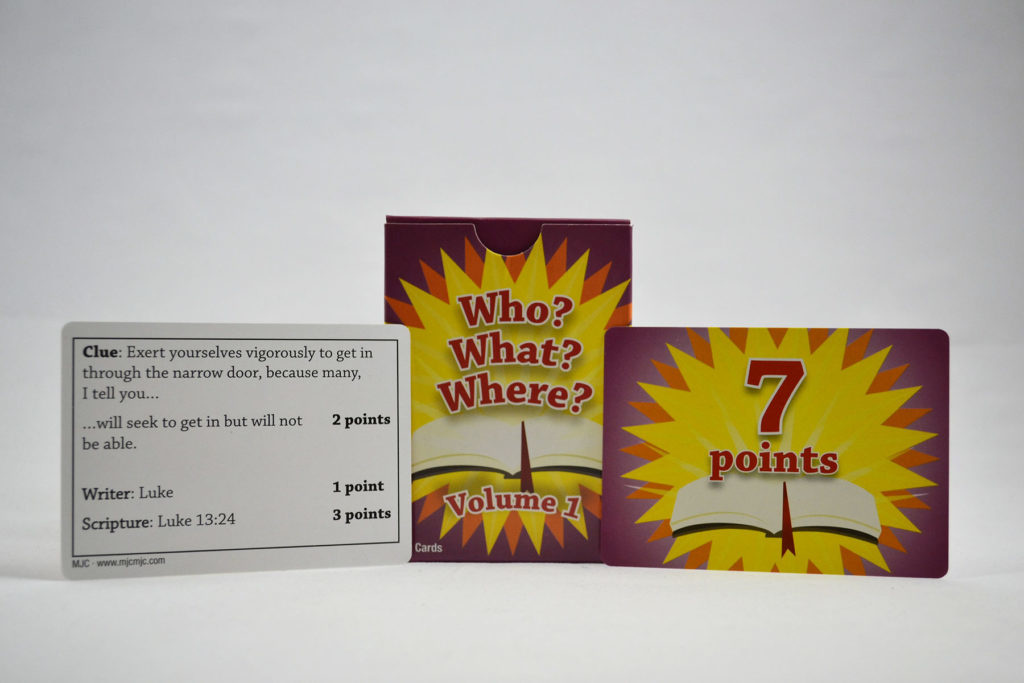 Clue: Exert yourselves vigorously to get in
through the narrow door, because many,
I tell you...
...will seek to get in but will not 2 points
be able.
Writer: Luke 1 point
Scripture: Luke 13:24 3 points
MJC · www.mjcmjc.com
Who?
What?
Where?
Volume 1
Cards
7
points